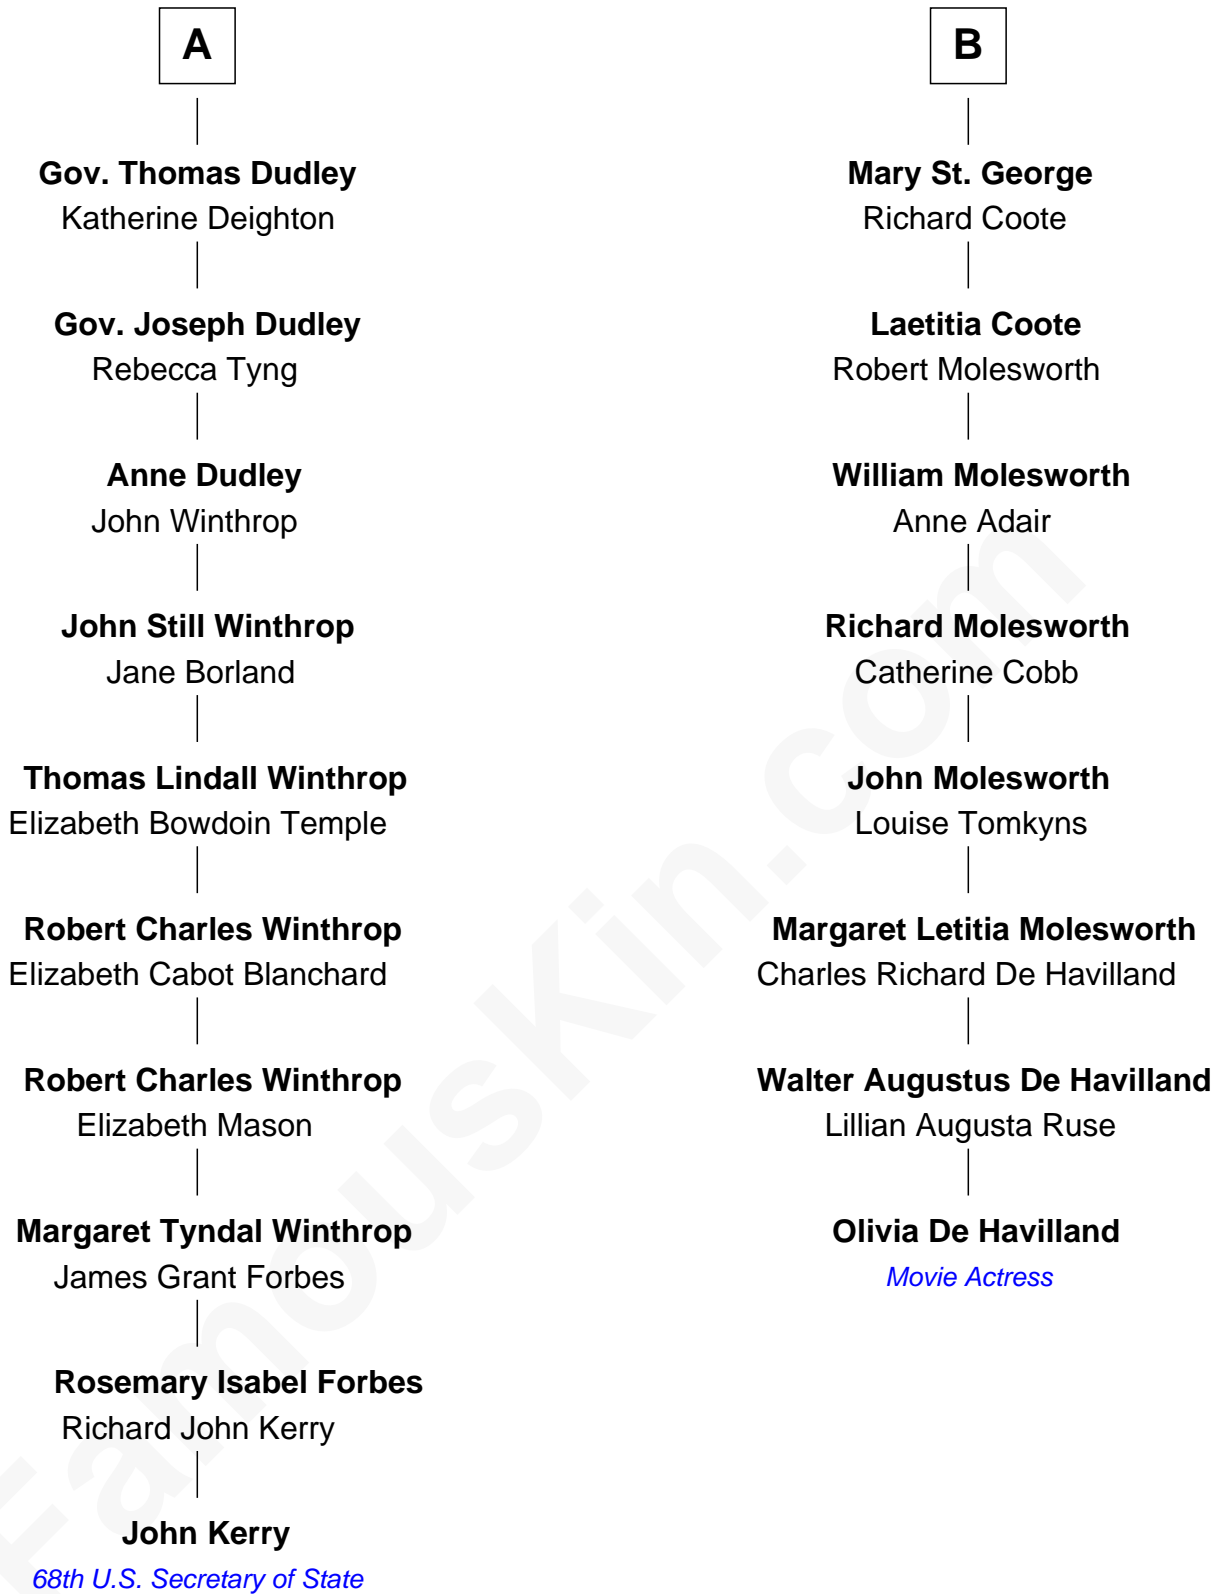 A
Gov. Thomas Dudley
Katherine Deighton
Gov. Joseph Dudley
Rebecca Tyng
Anne Dudley
John Winthrop
John Still Winthrop
Jane Borland
Thomas Lindall Winthrop
Elizabeth Bowdoin Temple
Robert Charles Winthrop
Elizabeth Cabot Blanchard
Robert Charles Winthrop
Elizabeth Mason
Margaret Tyndal Winthrop
James Grant Forbes
Rosemary Isabel Forbes
Richard John Kerry
John Kerry
68th U.S. Secretary of State
B
Mary St. George
Richard Coote
Laetitia Coote
Robert Molesworth
William Molesworth
Anne Adair
Richard Molesworth
Catherine Cobb
John Molesworth
Louise Tomkyns
Margaret Letitia Molesworth
Charles Richard De Havilland
Walter Augustus De Havilland
Lillian Augusta Ruse
Olivia De Havilland
Movie Actress
FamousKin.com